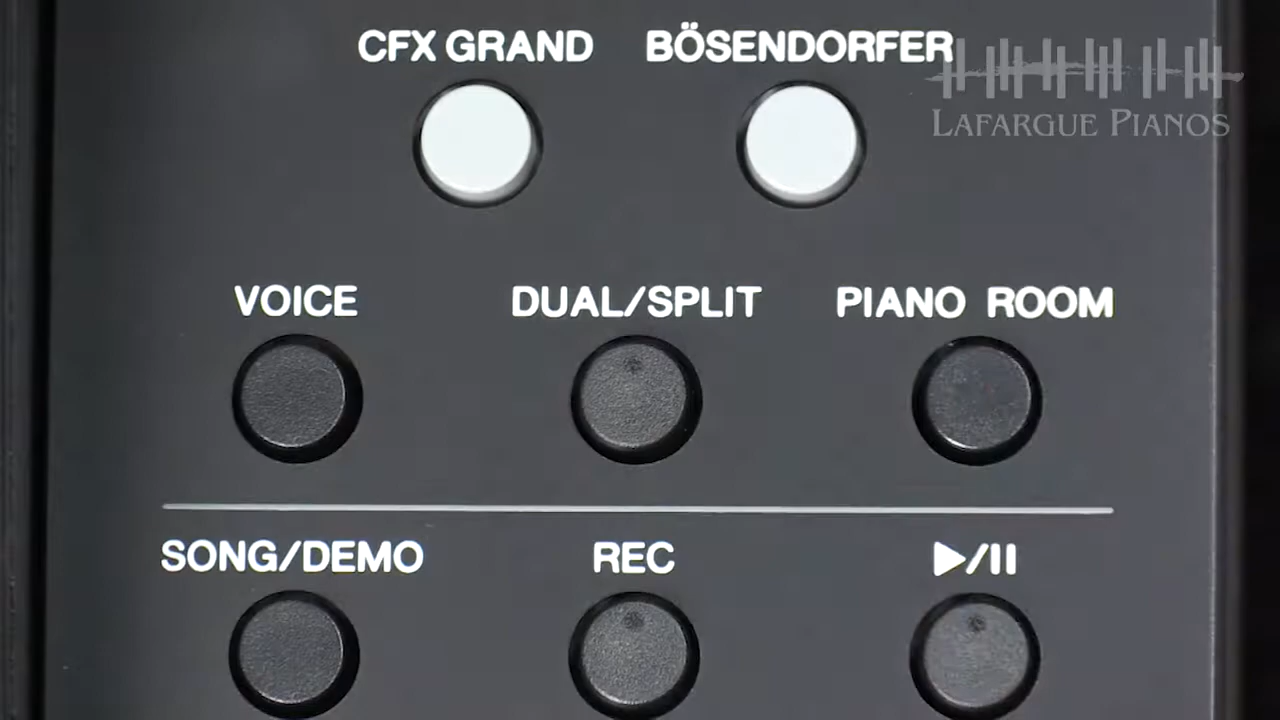 CFX GRAND BÖSENDORFER
LAFARGUE PIANOS
VOICE DUAL/SPLIT PIANO ROOM
SONG/DEMO REC ▶/II